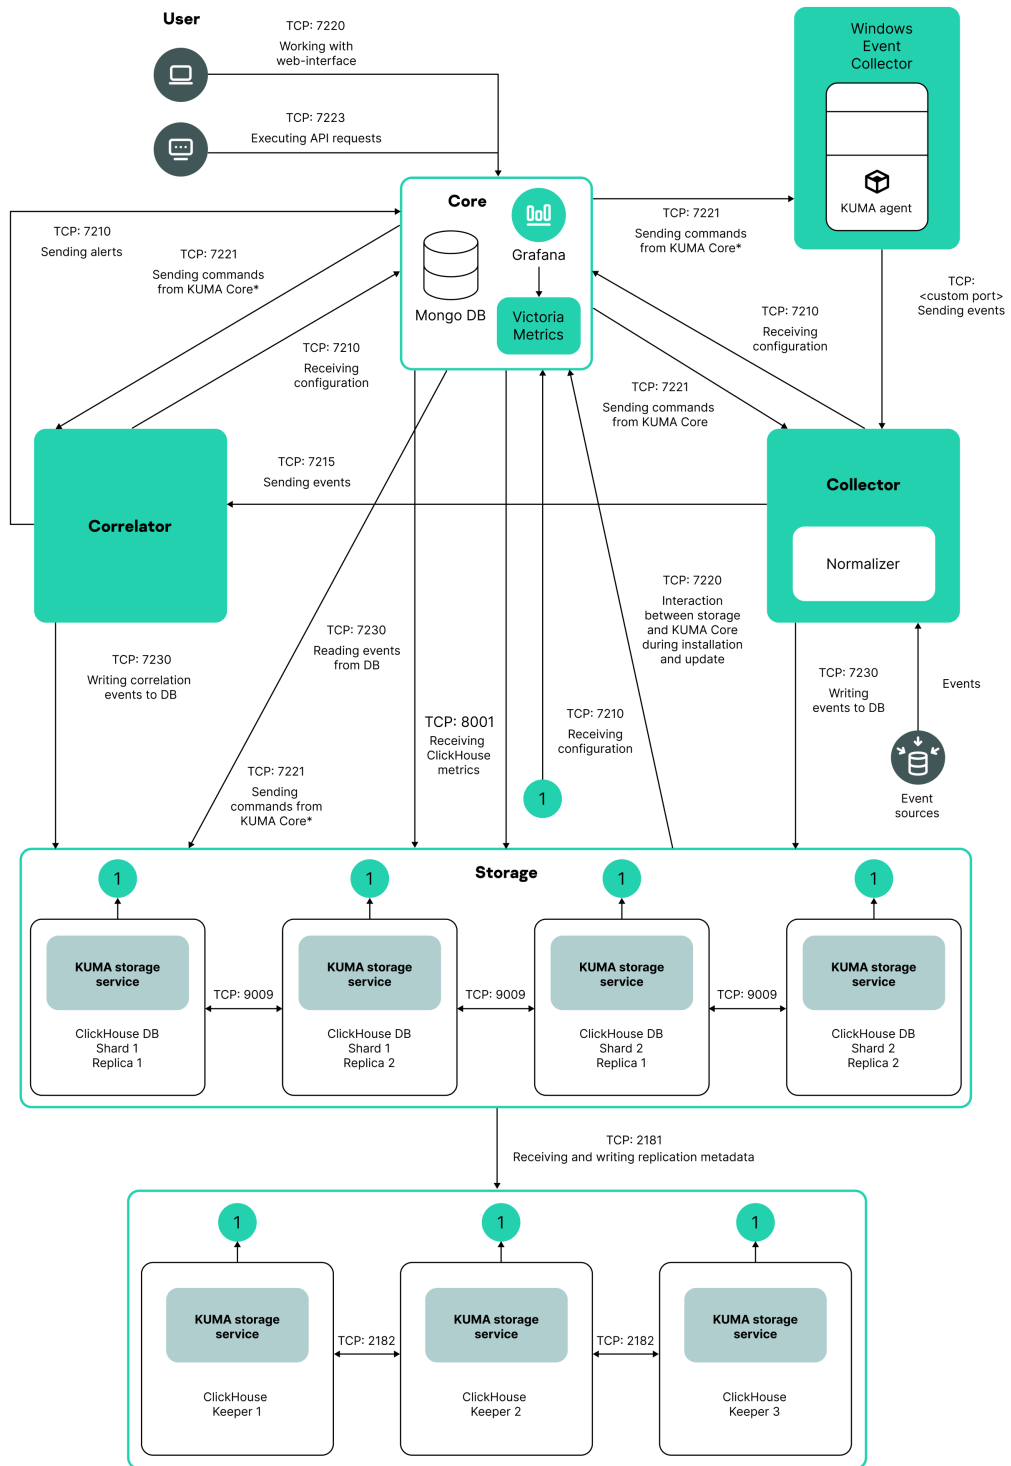 User
TCP: 7220
Working with
web-interface
TCP: 7223
Executing API requests
Windows
Event
Collector
KUMA agent
Core
Grafana
Mongo DB
Victoria
Metrics
TCP: 7210
Sending alerts
TCP: 7221
Sending commands
from KUMA Core*
TCP: 7221
Sending commands
from KUMA Core*
TCP:
<custom port>
Sending events
TCP: 7210
Receiving
configuration
TCP: 7210
Receiving
configuration
TCP: 7221
Sending commands
from KUMA Core
TCP: 7215
Sending events
Correlator
Collector
Normalizer
TCP: 7220
Interaction
between storage
and KUMA Core
during installation
and update
TCP: 7230
Reading events
from DB
TCP: 7230
Writing correlation
events to DB
TCP: 7230
Writing
events to DB
Events
Event
sources
TCP: 8001
Receiving
ClickHouse
metrics
TCP: 7210
Receiving
configuration
1
TCP: 7221
Sending
commands from
KUMA Core*
Storage
1
1
1
1
KUMA storage
service
KUMA storage
service
KUMA storage
service
KUMA storage
service
TCP: 9009
TCP: 9009
TCP: 9009
ClickHouse DB
Shard 1
Replica 1
ClickHouse DB
Shard 1
Replica 2
ClickHouse DB
Shard 2
Replica 1
ClickHouse DB
Shard 2
Replica 2
TCP: 2181
Receiving and writing replication metadata
1
1
1
KUMA storage
service
KUMA storage
service
KUMA storage
service
TCP: 2182
TCP: 2182
ClickHouse
Keeper 1
ClickHouse
Keeper 2
ClickHouse
Keeper 3